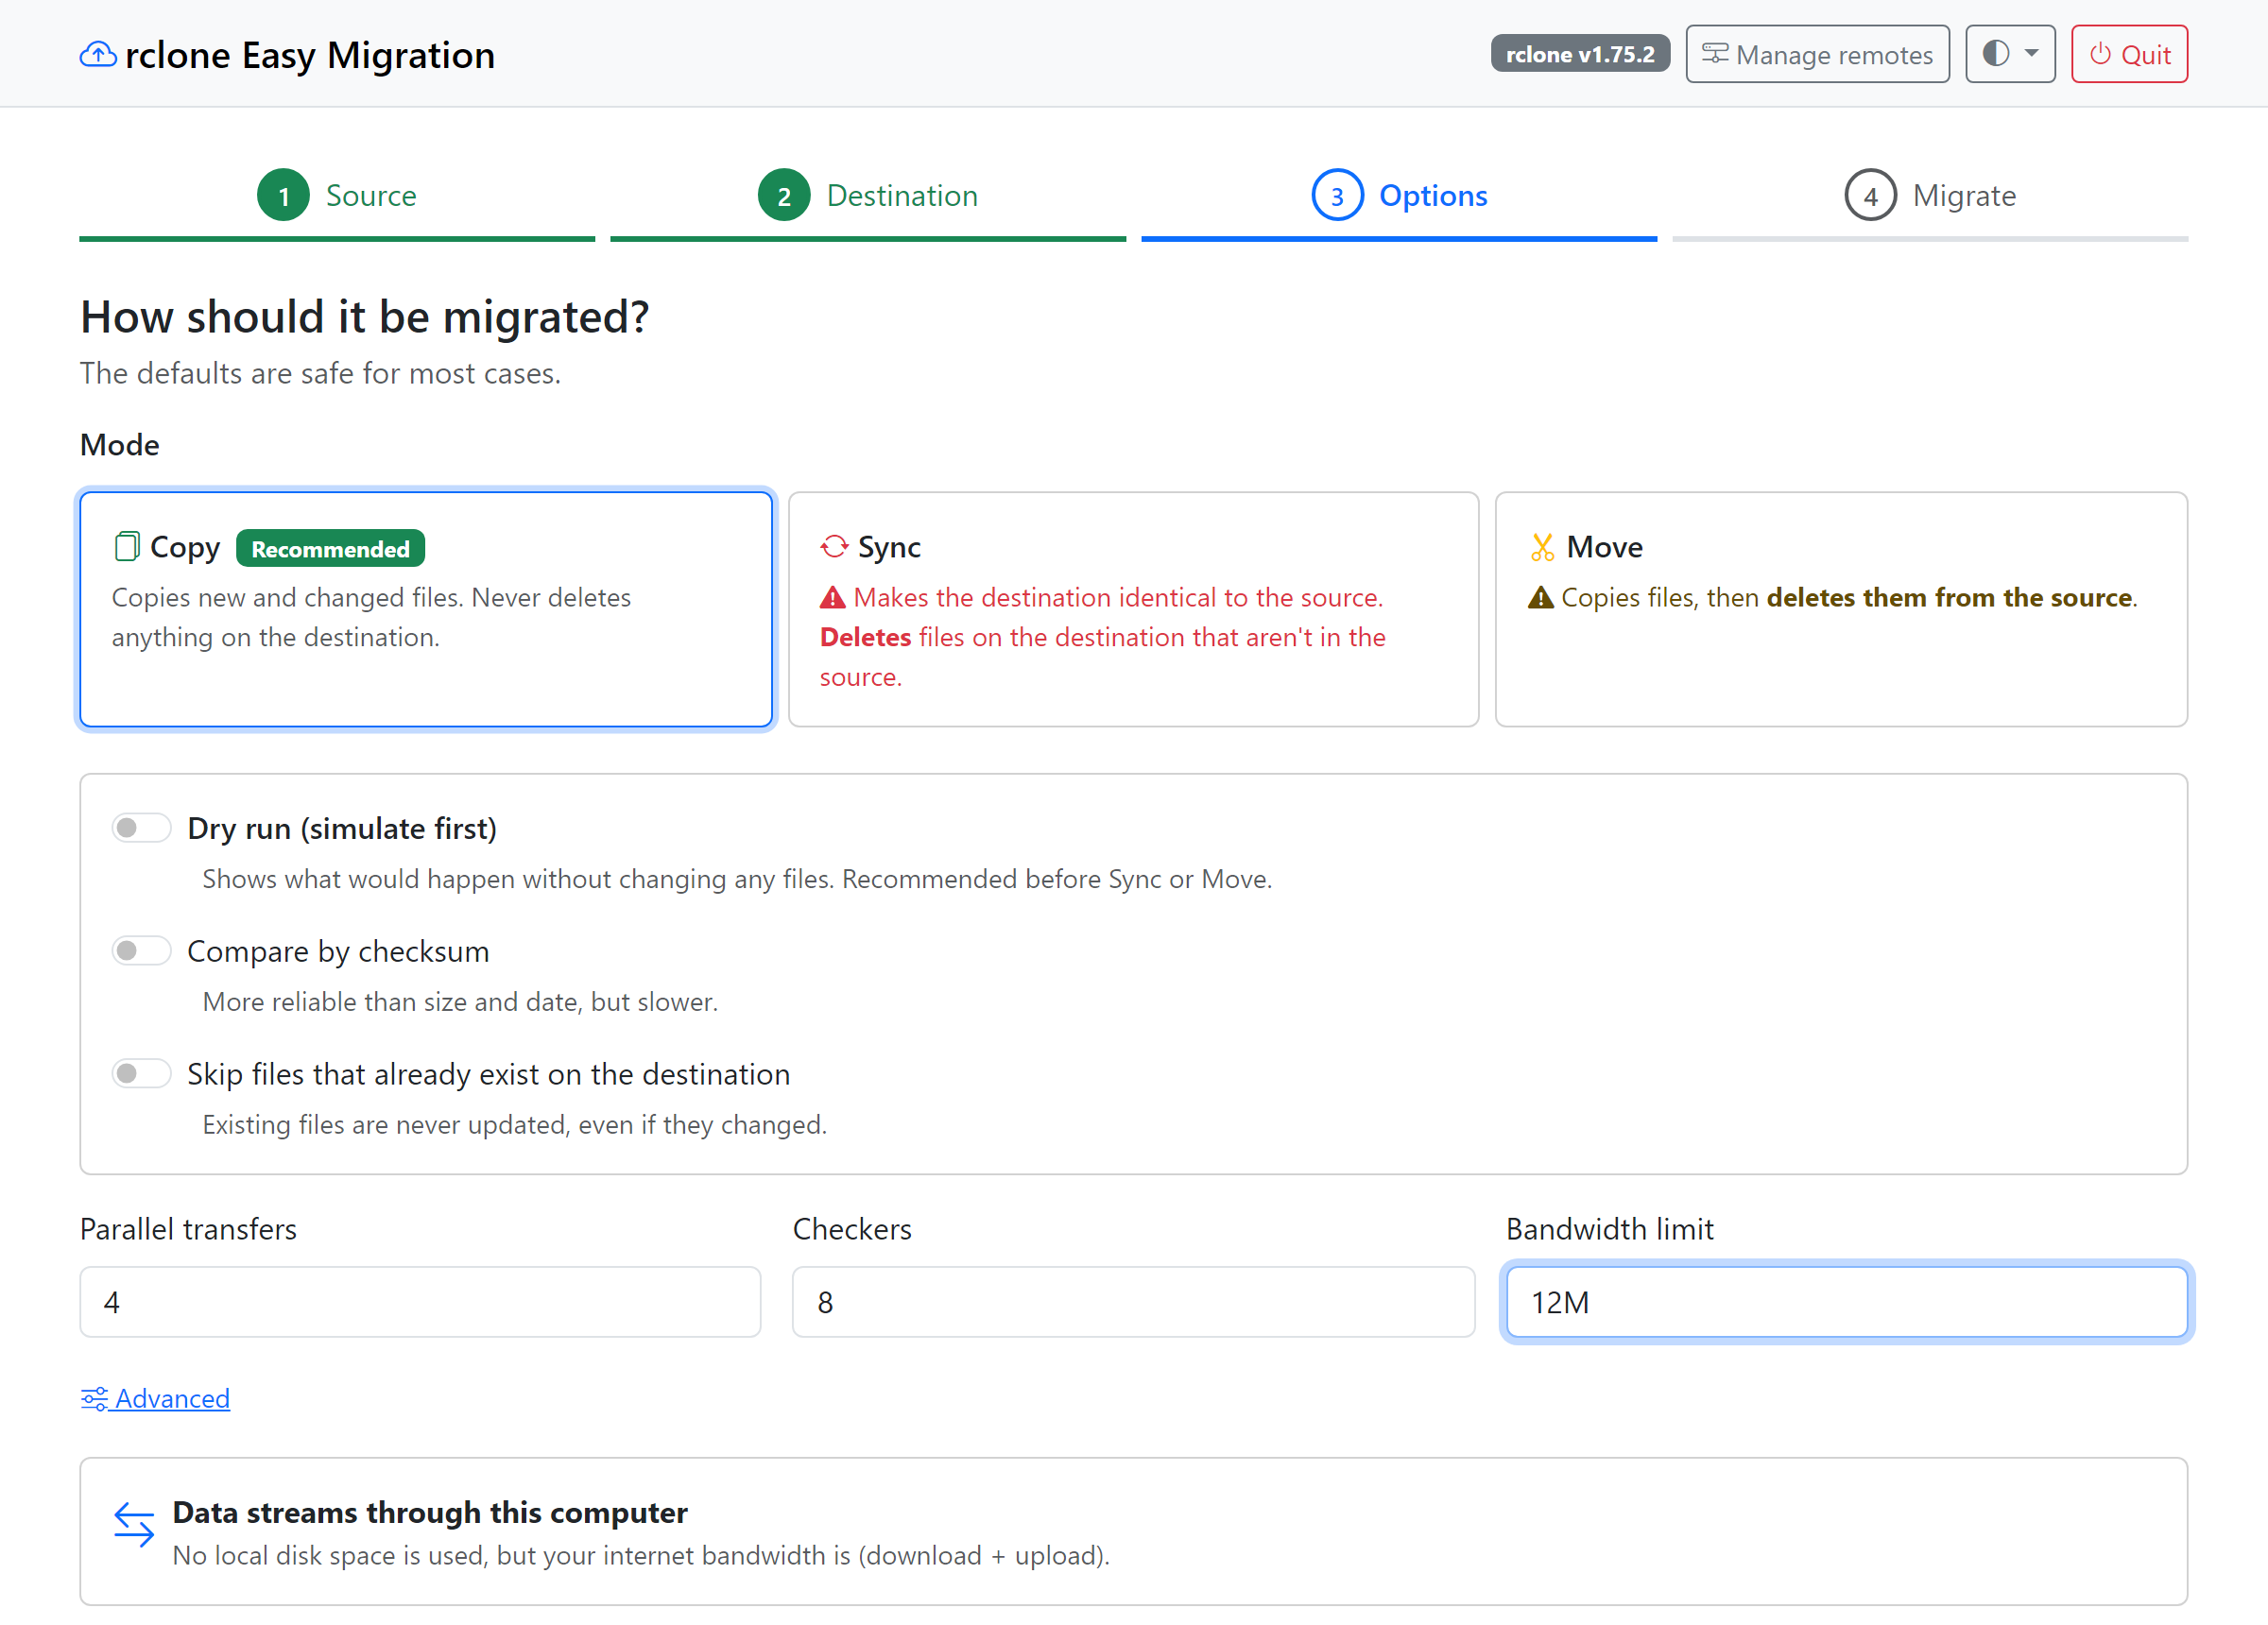 rclone Easy Migration
rclone v1.75.2
Manage remotes
Quit
1 Source
2 Destination
3 Options
4 Migrate
How should it be migrated?
The defaults are safe for most cases.
Mode
Copy Recommended
Copies new and changed files. Never deletes
anything on the destination.
Sync
Makes the destination identical to the source.
Deletes files on the destination that aren't in the
source.
Move
Copies files, then deletes them from the source.
Dry run (simulate first)
Shows what would happen without changing any files. Recommended before Sync or Move.
Compare by checksum
More reliable than size and date, but slower.
Skip files that already exist on the destination
Existing files are never updated, even if they changed.
Parallel transfers
4
Checkers
8
Bandwidth limit
12M
Advanced
Data streams through this computer
No local disk space is used, but your internet bandwidth is (download + upload).